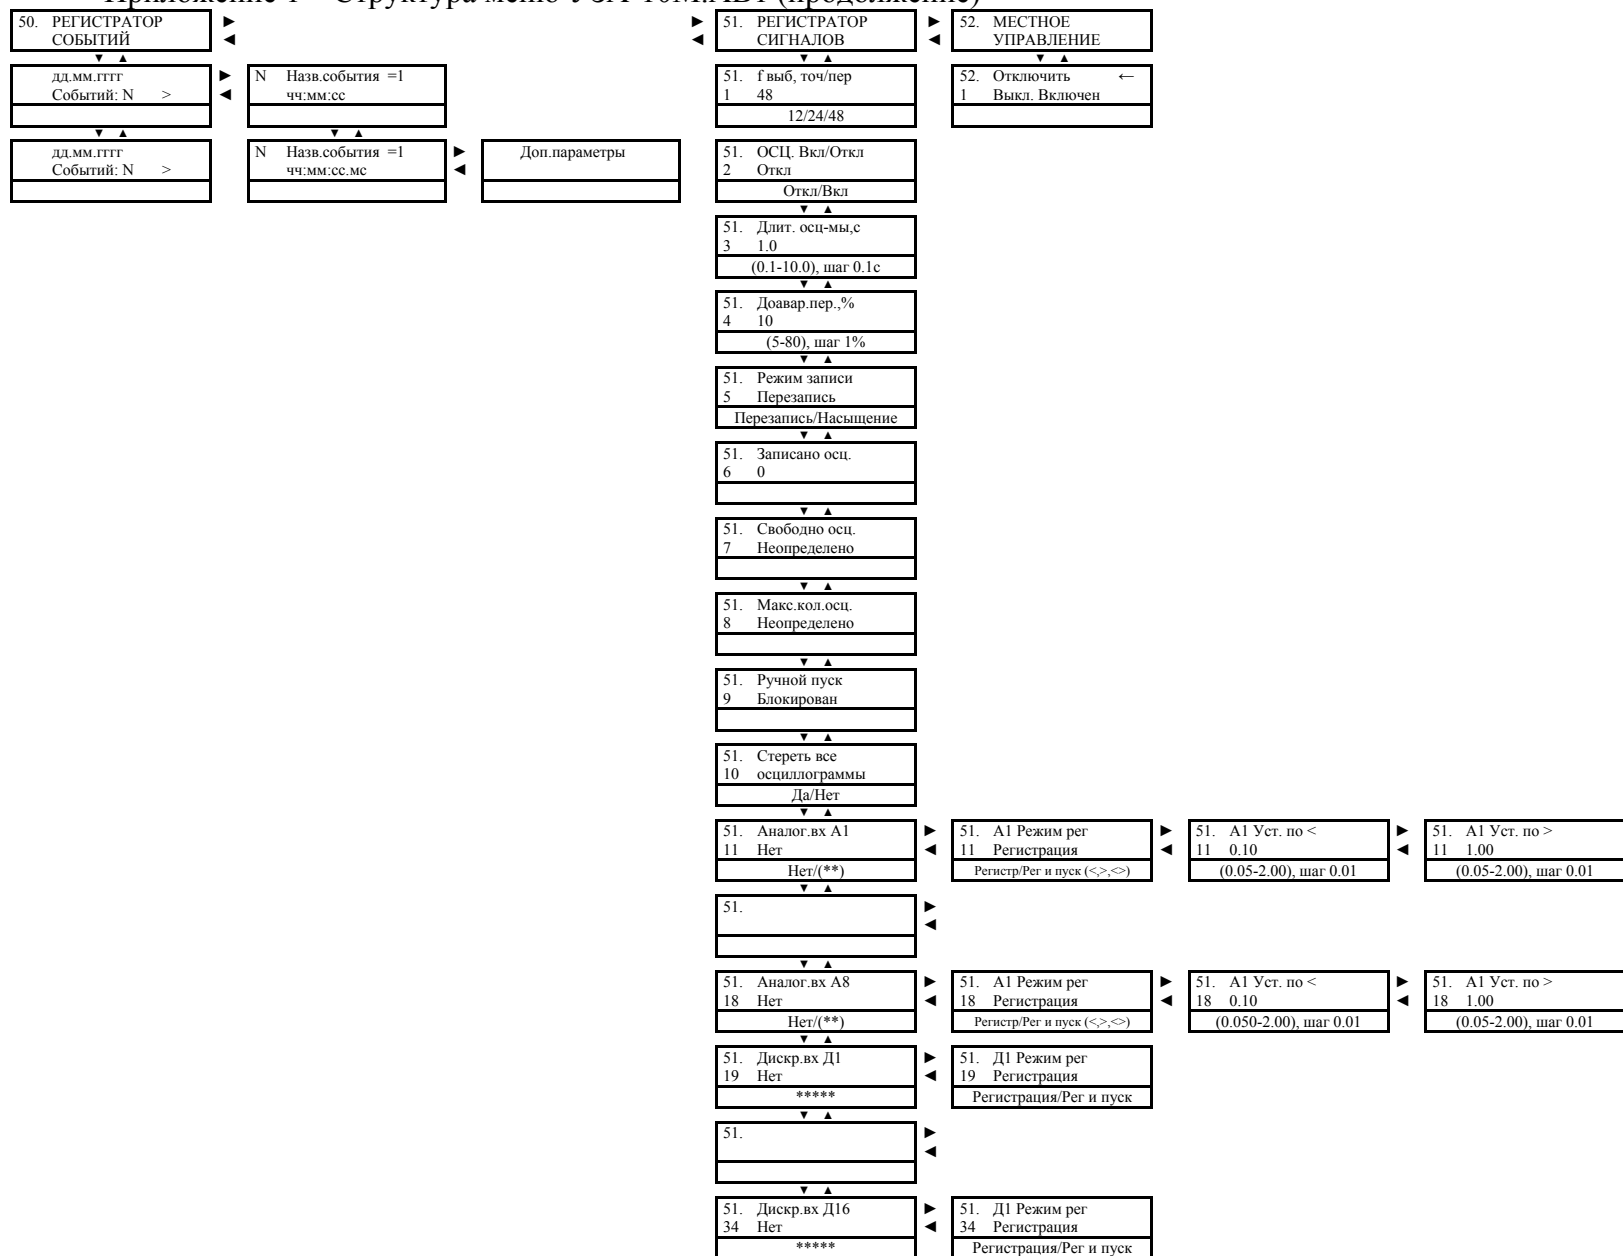 Приложение 1 – Структура меню УЗА-10М.АВ1 (продолжение)
50. РЕГИСТРАТОР
СОБЫТИЙ
дд.мм.гггг
Событий: N >
дд.мм.гггг
Событий: N >
N Назв.события =1
чч:мм:сс
N Назв.события =1
чч:мм:сс.мс
Доп.параметры
51. РЕГИСТРАТОР
СИГНАЛОВ
51. f выб, точ/пер
1 48
12/24/48
51. ОСЦ. Вкл/Откл
2 Откл
Откл/Вкл
51. Длит. осц-мы,с
3 1.0
(0.1-10.0), шаг 0.1с
51. Доавар.пер.,%
4 10
(5-80), шаг 1%
51. Режим записи
5 Перезапись
Перезапись/Насыщение
51. Записано осц.
6 0
51. Свободно осц.
7 Неопределено
51. Макс.кол.осц.
8 Неопределено
51. Ручной пуск
9 Блокирован
51. Стереть все
10 осциллограммы
Да/Нет
51. Аналог.вх А1
11 Нет
Нет/(**)
51. А1 Режим рег
11 Регистрация
Регистр/Рег и пуск (<,>,<>)
51. А1 Уст. по <
11 0.10
(0.05-2.00), шаг 0.01
51. А1 Уст. по >
11 1.00
(0.05-2.00), шаг 0.01
51.
51. Аналог.вх А8
18 Нет
Нет/(**)
51. А1 Режим рег
18 Регистрация
Регистр/Рег и пуск (<,>,<>)
51. А1 Уст. по <
18 0.10
(0.050-2.00), шаг 0.01
51. А1 Уст. по >
18 1.00
(0.05-2.00), шаг 0.01
51. Дискр.вх Д1
19 Нет
*****
51. Д1 Режим рег
19 Регистрация
Регистрация/Рег и пуск
51.
51. Дискр.вх Д16
34 Нет
*****
51. Д1 Режим рег
34 Регистрация
Регистрация/Рег и пуск
52. МЕСТНОЕ
УПРАВЛЕНИЕ
52. Отключить ←
1 Выкл. Включен